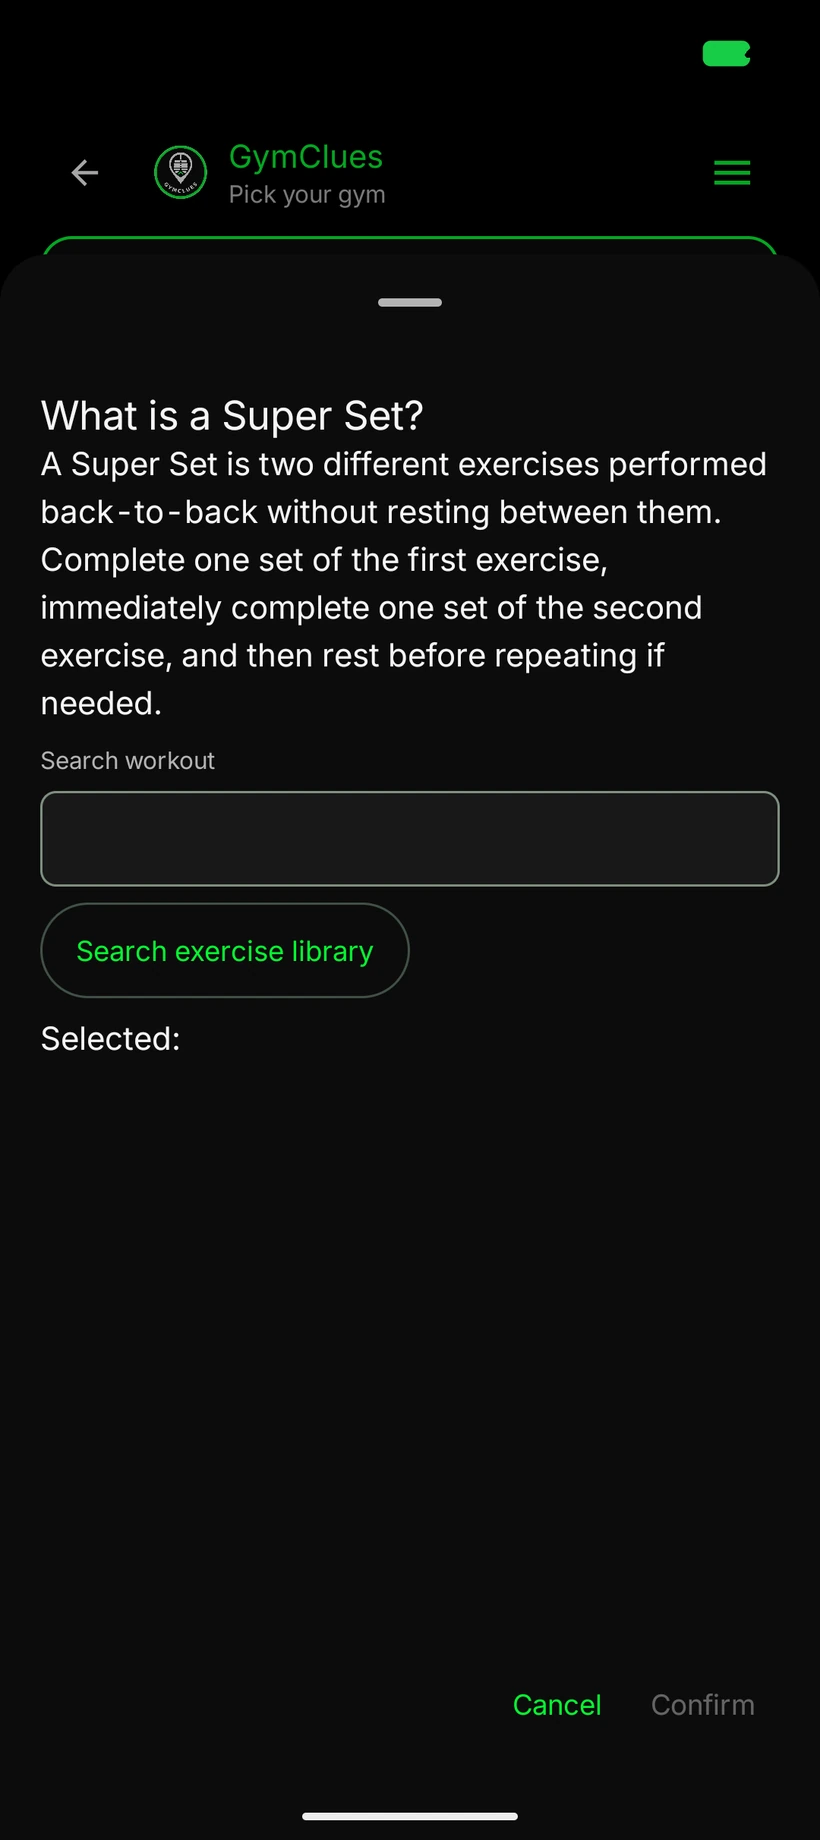 GymClues
Pick your gym
GYMCLUES
What is a Super Set?
A Super Set is two different exercises performed
back-to-back without resting between them.
Complete one set of the first exercise,
immediately complete one set of the second
exercise, and then rest before repeating if
needed.
Search workout
Search exercise library
Selected:
Cancel
Confirm